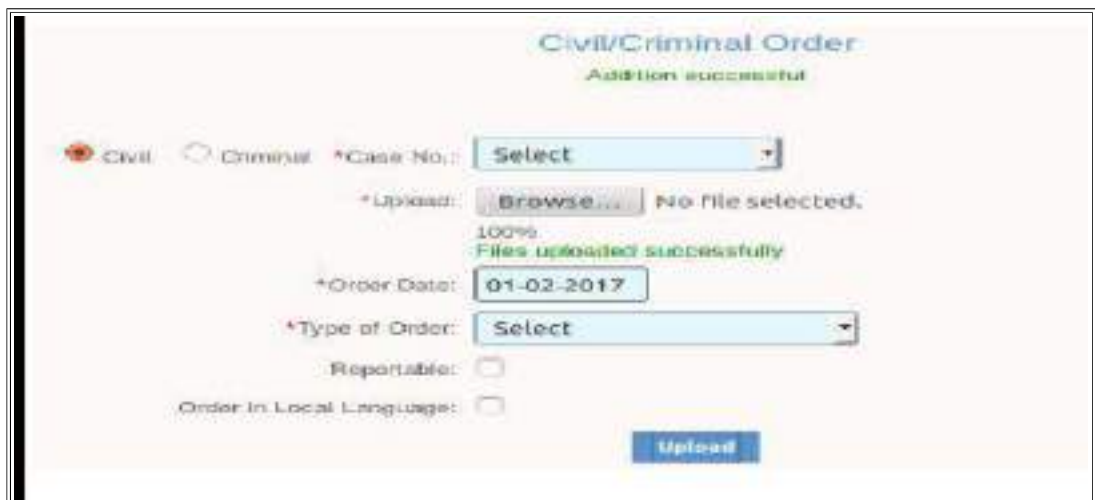 Civil/Criminal Order
Addition successful
Civil Criminal *Case No.: Select
*Upload: Browse... No file selected.
100%
Files uploaded successfully
*Order Date: 01-02-2017
*Type of Order: Select
Reportable:
Order in Local Language:
Upload